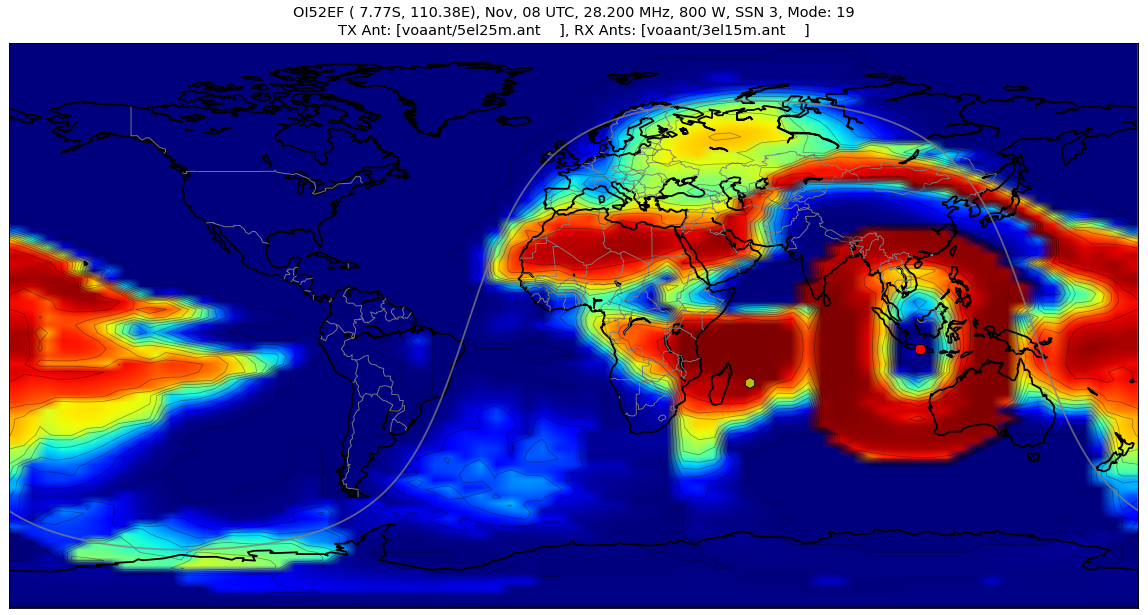 OI52EF ( 7.77S, 110.38E), Nov, 08 UTC, 28.200 MHz, 800 W, SSN 3, Mode: 19
TX Ant: [voaant/5el25m.ant    ], RX Ants: [voaant/3el15m.ant    ]